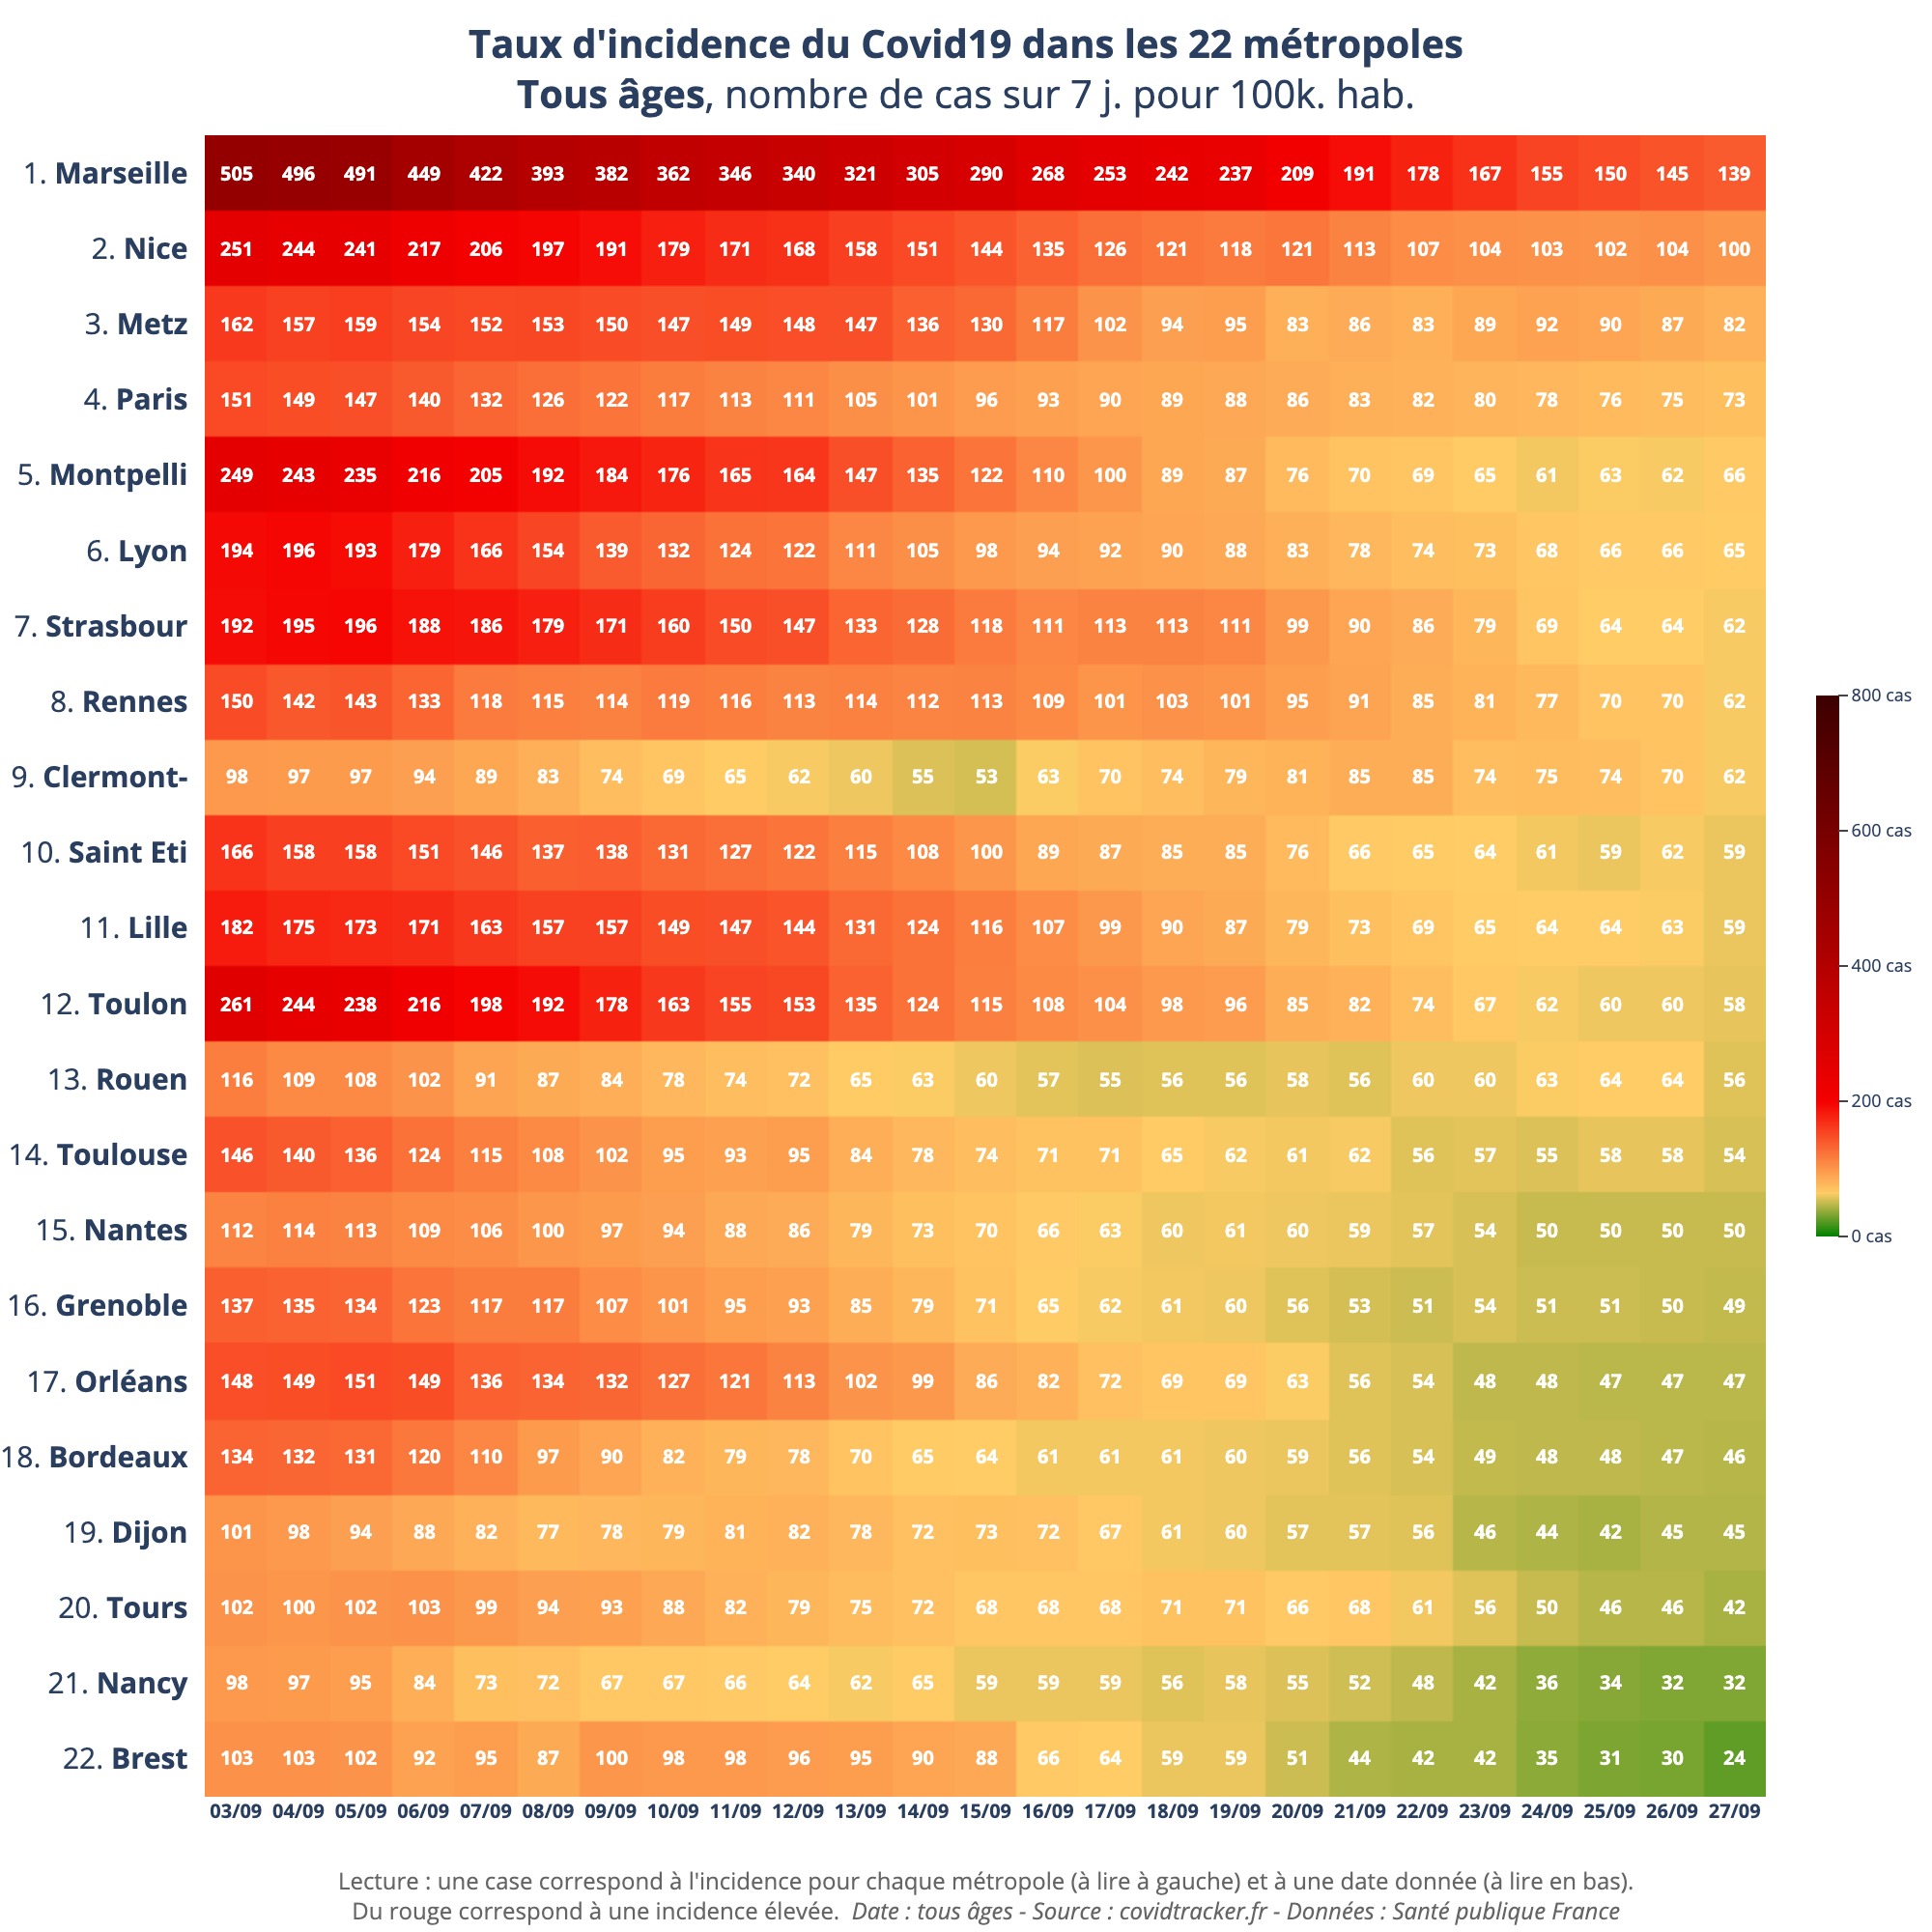 Taux d'incidence du Covid19 dans les 22 métropoles
Tous âges, nombre de cas sur 7 j. pour 100k. hab.
1. Marseille 505 496 491 449 422 393 382 362 346 340 321 305 290 268 253 242 237 209 191 178 167 155 150 145 139
2. Nice 251 244 241 217 206 197 191 179 171 168 158 151 144 135 126 121 118 121 113 107 104 103 102 104 100
3. Metz 162 157 159 154 152 153 150 147 149 148 147 136 130 117 102 94 95 83 86 83 89 92 90 87 82
4. Paris 151 149 147 140 132 126 122 117 113 111 105 101 96 93 90 89 88 86 83 82 80 78 76 75 73
5. Montpelli 249 243 235 216 205 192 184 176 165 164 147 135 122 110 100 89 87 76 70 69 65 61 63 62 66
6. Lyon 194 196 193 179 166 154 139 132 124 122 111 105 98 94 92 90 88 83 78 74 73 68 66 66 65
7. Strasbour 192 195 196 188 186 179 171 160 150 147 133 128 118 111 113 113 111 99 90 86 79 69 64 64 62
8. Rennes 150 142 143 133 118 115 114 119 116 113 114 112 113 109 101 103 101 95 91 85 81 77 70 70 62
9. Clermont- 98 97 97 94 89 83 74 69 65 62 60 55 53 63 70 74 79 81 85 85 74 75 74 70 62
10. Saint Eti 166 158 158 151 146 137 138 131 127 122 115 108 100 89 87 85 85 76 66 65 64 61 59 62 59
11. Lille 182 175 173 171 163 157 157 149 147 144 131 124 116 107 99 90 87 79 73 69 65 64 64 63 59
12. Toulon 261 244 238 216 198 192 178 163 155 153 135 124 115 108 104 98 96 85 82 74 67 62 60 60 58
13. Rouen 116 109 108 102 91 87 84 78 74 72 65 63 60 57 55 56 56 58 56 60 60 63 64 64 56
14. Toulouse 146 140 136 124 115 108 102 95 93 95 84 78 74 71 71 65 62 61 62 56 57 55 58 58 54
15. Nantes 112 114 113 109 106 100 97 94 88 86 79 73 70 66 63 60 61 60 59 57 54 50 50 50 50
16. Grenoble 137 135 134 123 117 117 107 101 95 93 85 79 71 65 62 61 60 56 53 51 54 51 51 50 49
17. Orléans 148 149 151 149 136 134 132 127 121 113 102 99 86 82 72 69 69 63 56 54 48 48 47 47 47
18. Bordeaux 134 132 131 120 110 97 90 82 79 78 70 65 64 61 61 61 60 59 56 54 49 48 48 47 46
19. Dijon 101 98 94 88 82 77 78 79 81 82 78 72 73 72 67 61 60 57 57 56 46 44 42 45 45
20. Tours 102 100 102 103 99 94 93 88 82 79 75 72 68 68 68 71 71 66 68 61 56 50 46 46 42
21. Nancy 98 97 95 84 73 72 67 67 66 64 62 65 59 59 59 56 58 55 52 48 42 36 34 32 32
22. Brest 103 103 102 92 95 87 100 98 98 96 95 90 88 66 64 59 59 51 44 42 42 35 31 30 24
03/09 04/09 05/09 06/09 07/09 08/09 09/09 10/09 11/09 12/09 13/09 14/09 15/09 16/09 17/09 18/09 19/09 20/09 21/09 22/09 23/09 24/09 25/09 26/09 27/09
800 cas
600 cas
400 cas
200 cas
0 cas
Lecture : une case correspond à l'incidence pour chaque métropole (à lire à gauche) et à une date donnée (à lire en bas).
Du rouge correspond à une incidence élevée. Date : tous âges - Source : covidtracker.fr - Données : Santé publique France